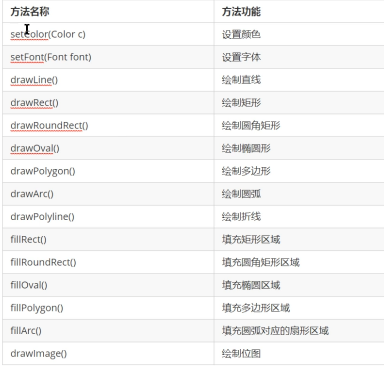 方法名称 方法功能
setColor(Color c) 设置颜色
setFont(Font font) 设置字体
drawLine() 绘制直线
drawRect() 绘制矩形
drawRoundRect() 绘制圆角矩形
drawOval() 绘制椭圆形
drawPolygon() 绘制多边形
drawArc() 绘制圆弧
drawPolyline() 绘制折线
fillRect() 填充矩形区域
fillRoundRect() 填充圆角矩形区域
fillOval() 填充椭圆区域
fillPolygon() 填充多边形区域
fillArc() 填充圆弧对应的扇形区域
drawImage() 绘制位图